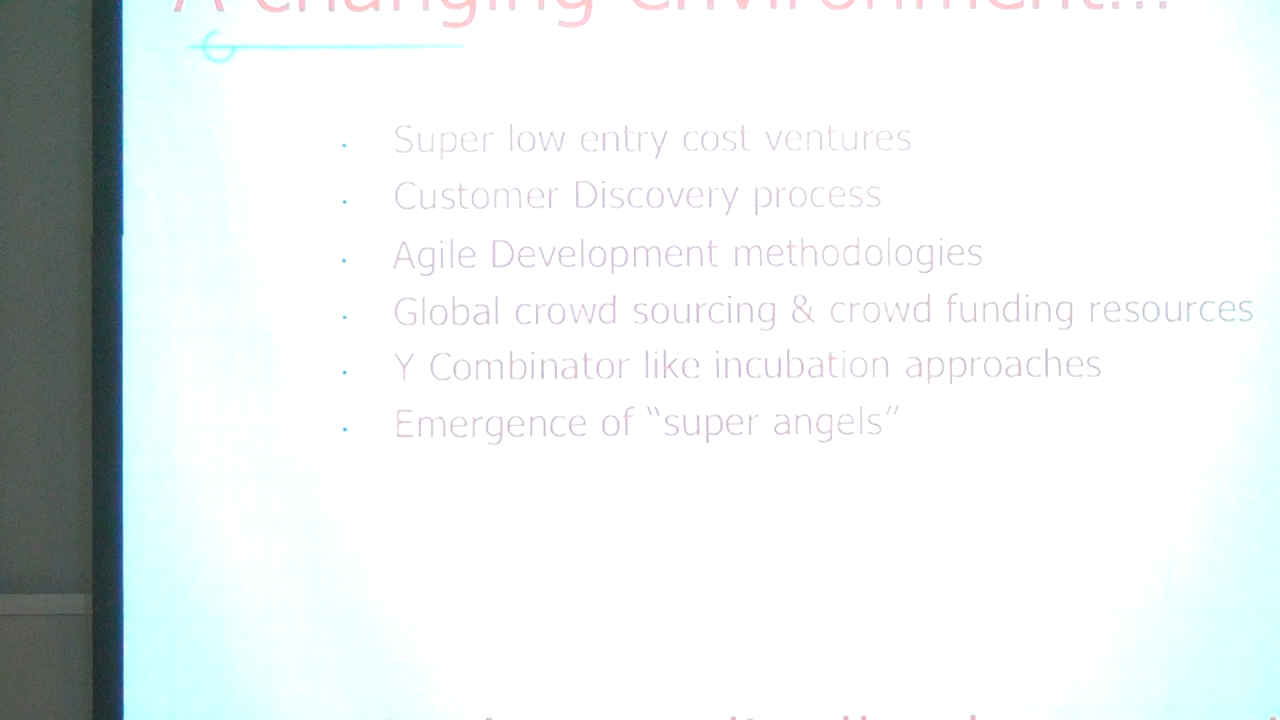 A changing environment...
Super low entry cost ventures
Customer Discovery process
Agile Development methodologies
Global crowd sourcing & crowd funding resources
Y Combinator like incubation approaches
Emergence of “super angels”